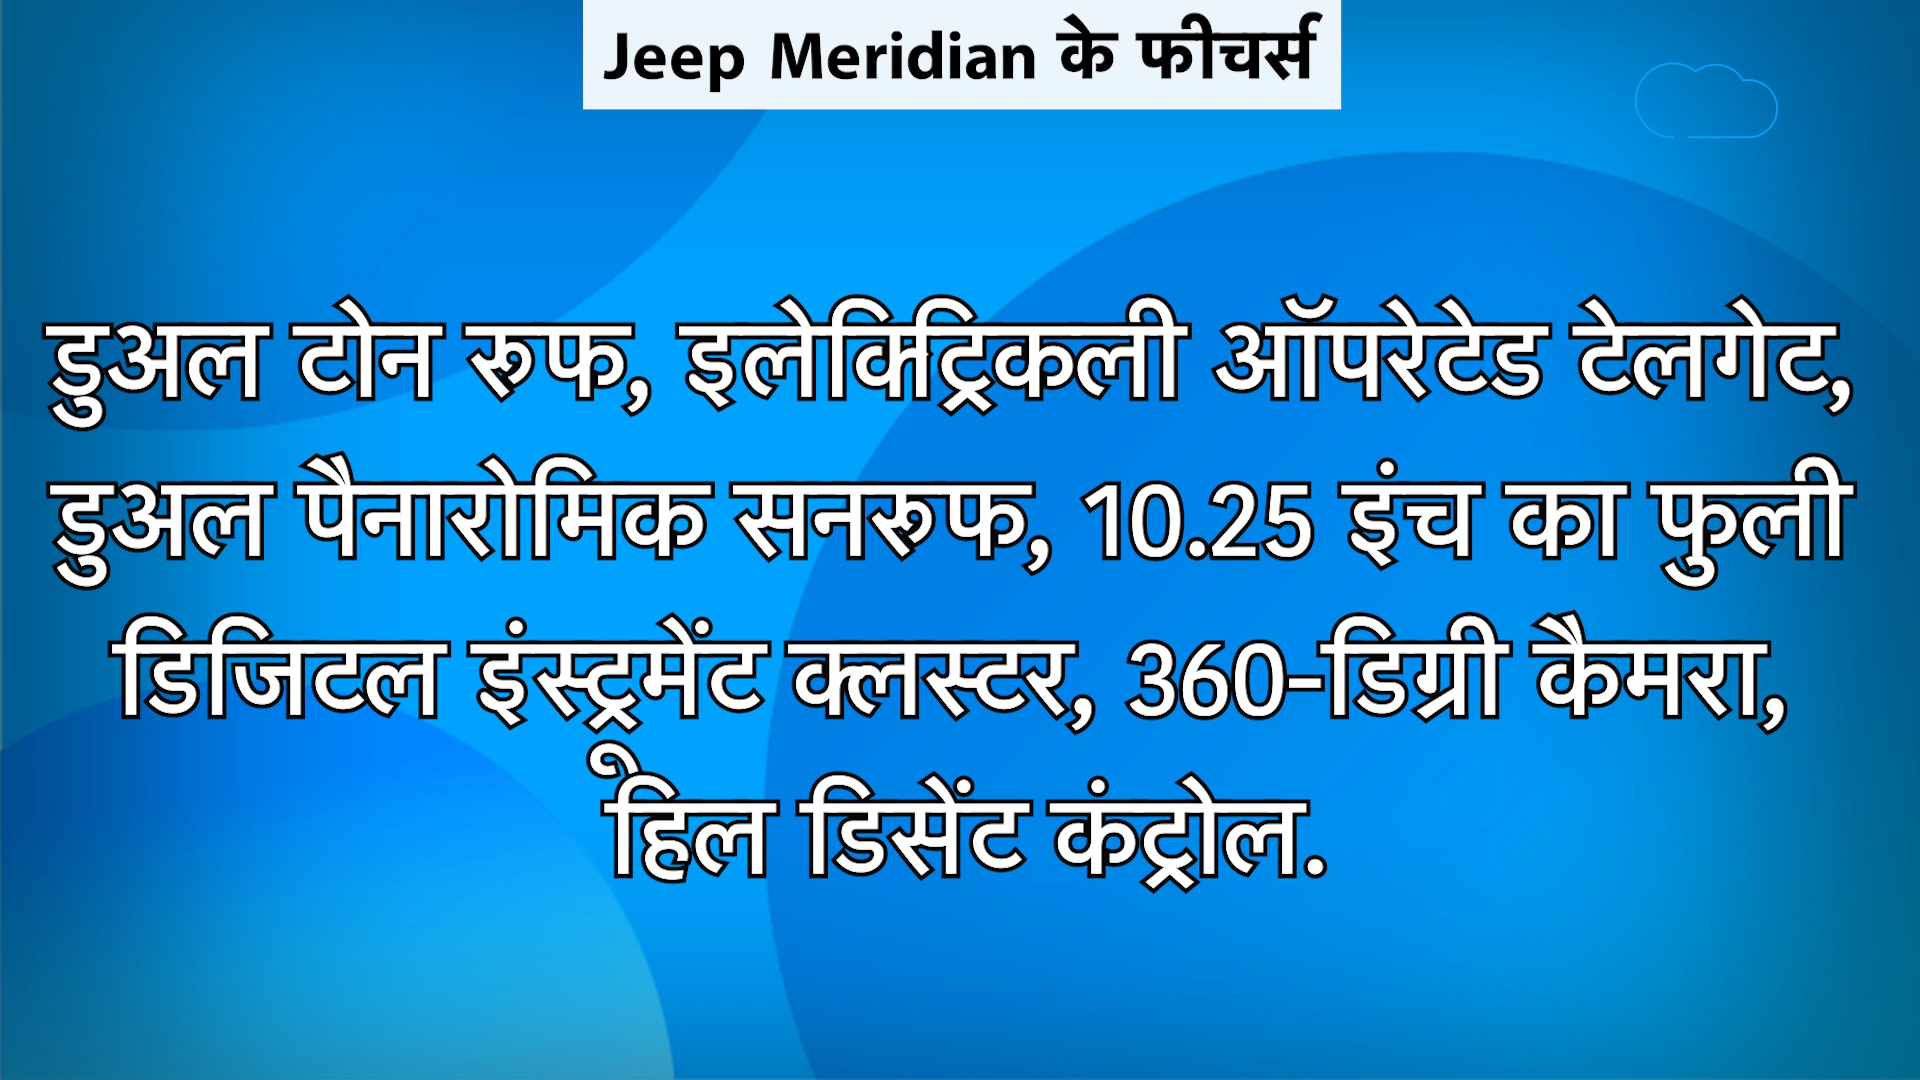 Jeep Meridian के फीचर्स
डुअल टोन रूफ, इलेक्ट्रिकली ऑपरेटेड टेलगेट,
डुअल पैनारोमिक सनरूफ, 10.25 इंच का फुली
डिजिटल इंस्ट्रूमेंट क्लस्टर, 360-डिग्री कैमरा,
हिल डिसेंट कंट्रोल.